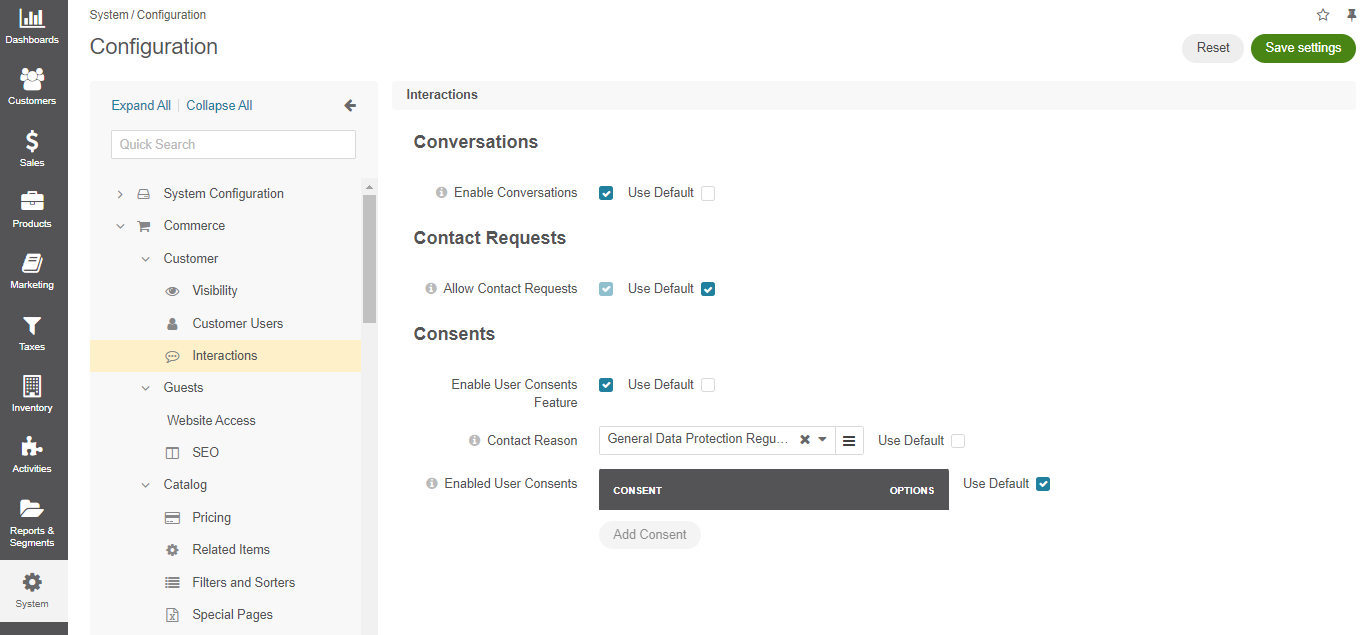 System / Configuration
Configuration
Reset
Save settings
Dashboards
Customers
Sales
Products
Marketing
Taxes
Inventory
Activities
Reports &
Segments
System
Expand All | Collapse All
Quick Search
System Configuration
Commerce
Customer
Visibility
Customer Users
Interactions
Guests
Website Access
SEO
Catalog
Pricing
Related Items
Filters and Sorters
Special Pages
Interactions
Conversations
Enable Conversations Use Default
Contact Requests
Allow Contact Requests Use Default
Consents
Enable User Consents
Feature Use Default
Contact Reason General Data Protection Regu... Use Default
Enabled User Consents CONSENT OPTIONS Use Default
Add Consent